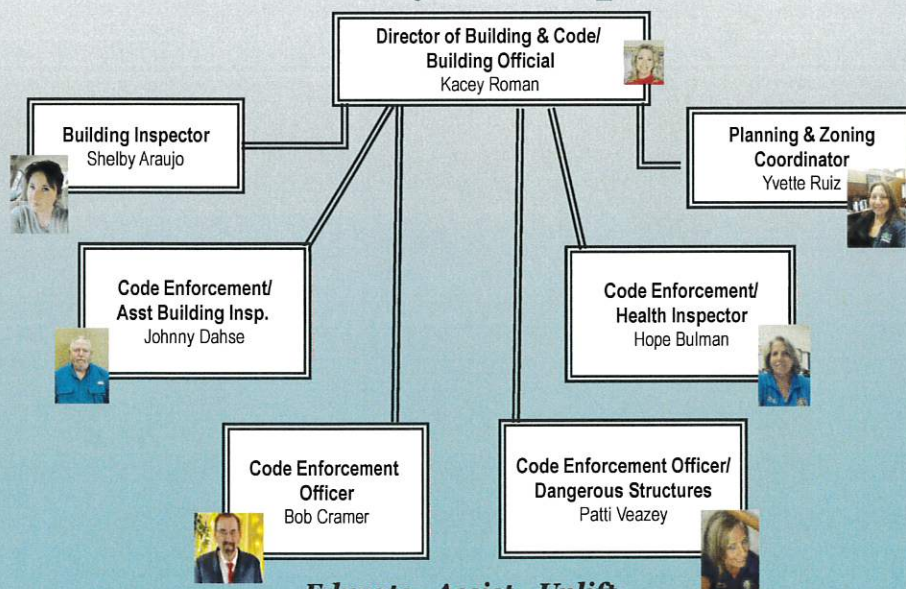 Director of Building & Code/
Building Official
Kacey Roman
Building Inspector
Shelby Araujo
Planning & Zoning
Coordinator
Yvette Ruiz
Code Enforcement/
Asst Building Insp.
Johnny Dahse
Code Enforcement/
Health Inspector
Hope Bulman
Code Enforcement
Officer
Bob Cramer
Code Enforcement Officer/
Dangerous Structures
Patti Veazey